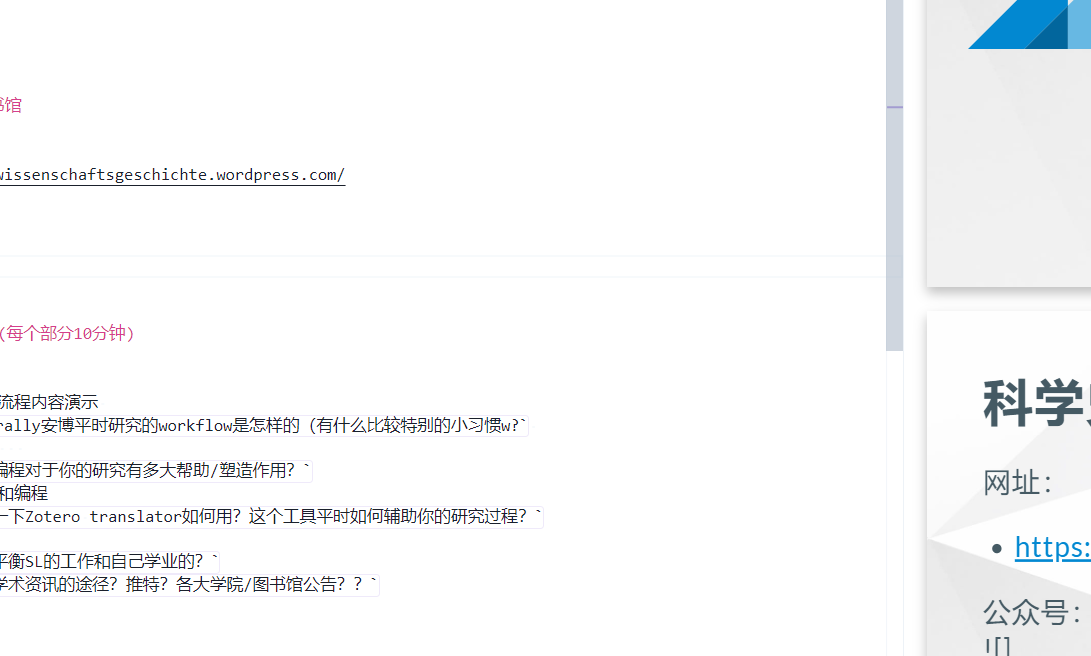 书馆
wissenschaftsgeschichte.wordpress.com/
(每个部分10分钟)
流程内容演示
rally安博平时研究的workflow是怎样的（有什么比较特别的小习惯w?`
编程对于你的研究有多大帮助/塑造作用？`
和编程
一下Zotero translator如何用？这个工具平时如何辅助你的研究过程？`
平衡SL的工作和自己学业的？`
学术资讯的途径？推特？各大学院/图书馆公告？？`
科学史
网址：
• https:
公众号：
![]